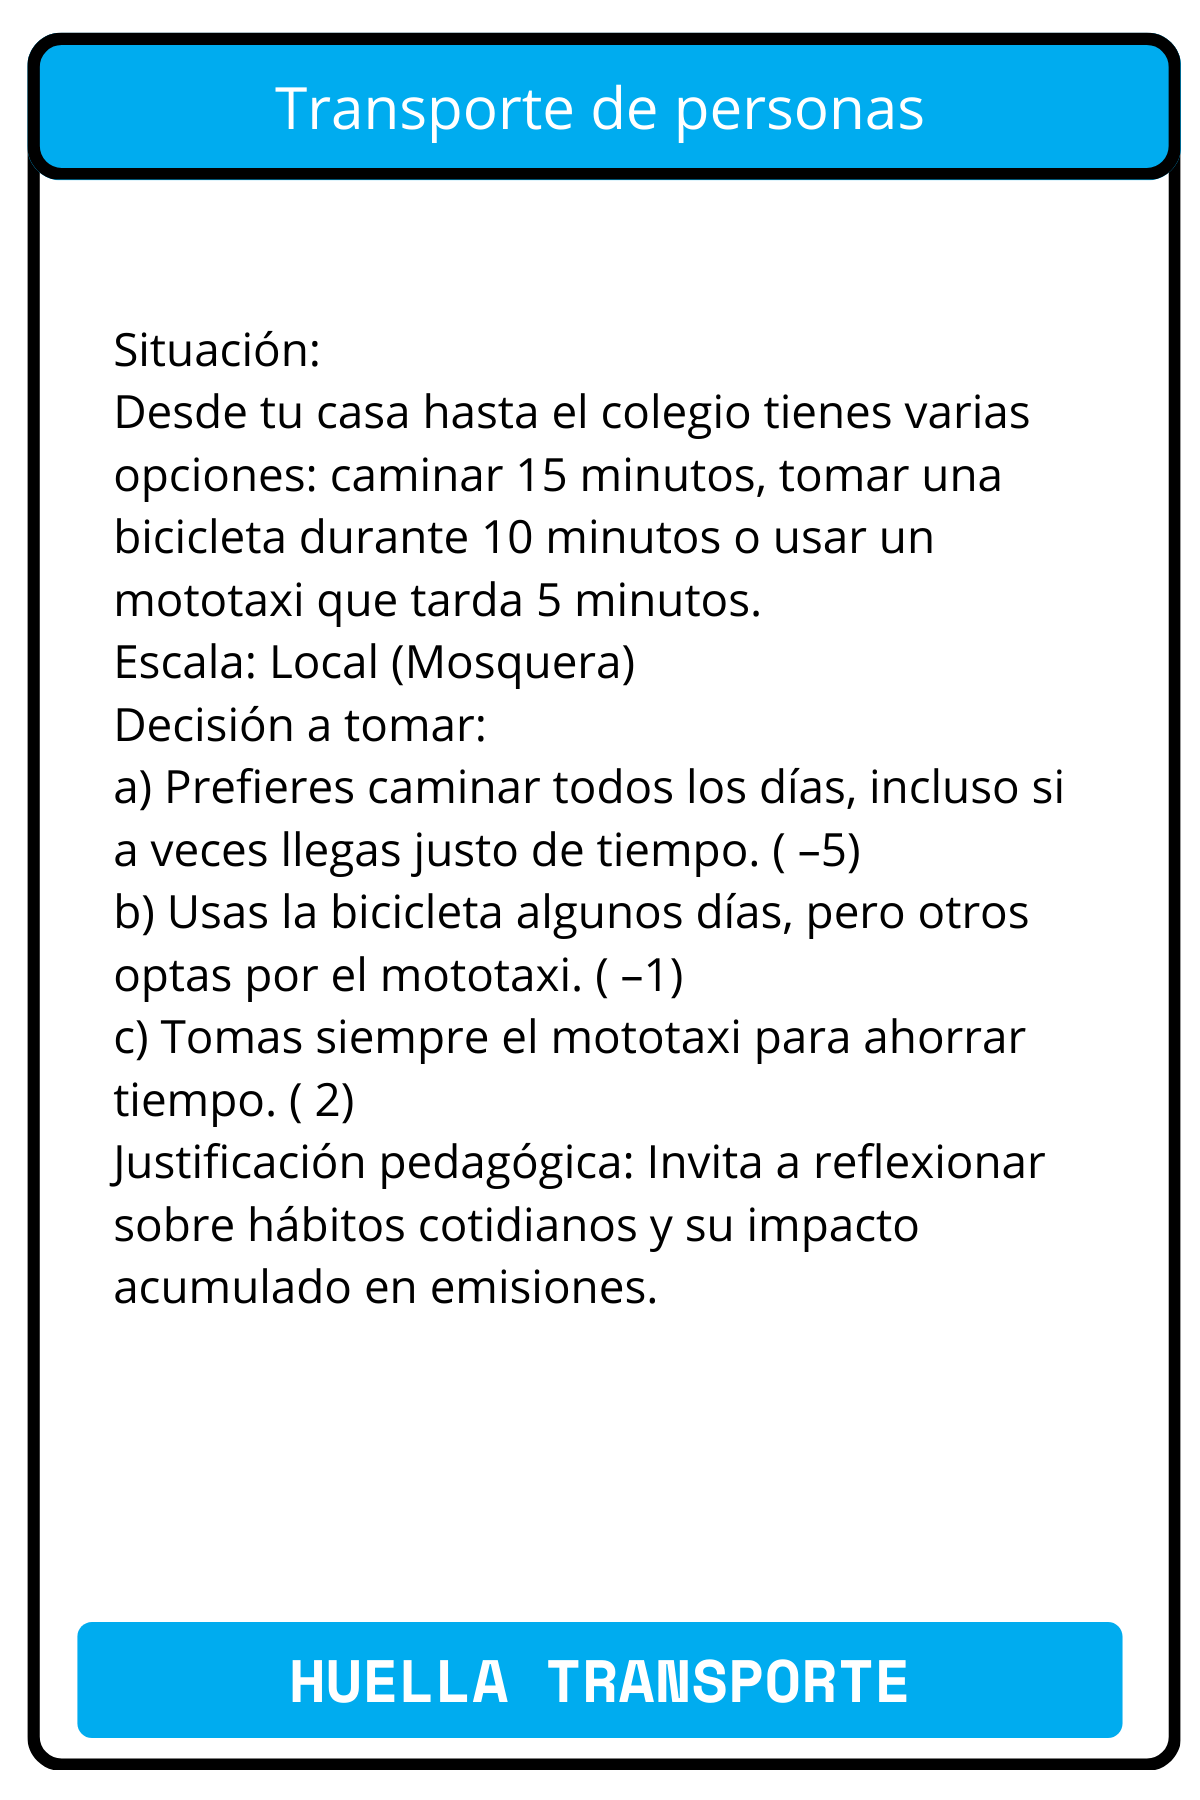 Transporte de personas
Situación:
Desde tu casa hasta el colegio tienes varias
opciones: caminar 15 minutos, tomar una
bicicleta durante 10 minutos o usar un
mototaxi que tarda 5 minutos.
Escala: Local (Mosquera)
Decisión a tomar:
a) Prefieres caminar todos los días, incluso si
a veces llegas justo de tiempo. ( –5)
b) Usas la bicicleta algunos días, pero otros
optas por el mototaxi. ( –1)
c) Tomas siempre el mototaxi para ahorrar
tiempo. ( 2)
Justificación pedagógica: Invita a reflexionar
sobre hábitos cotidianos y su impacto
acumulado en emisiones.
HUELLA TRANSPORTE